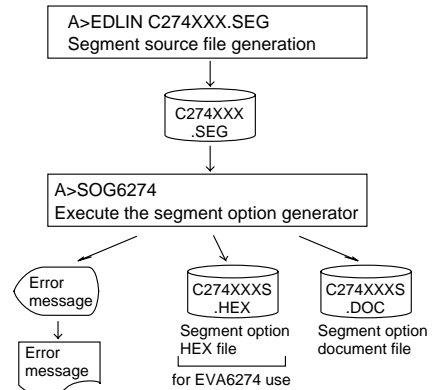 A>EDLIN C274XXX.SEG
Segment source file generation
C274XXX
.SEG
A>SOG6274
Execute the segment option generator
Error
message
C274XXXS
.HEX
C274XXXS
.DOC
Segment option
HEX file
Segment option
document file
Error
message
for EVA6274 use